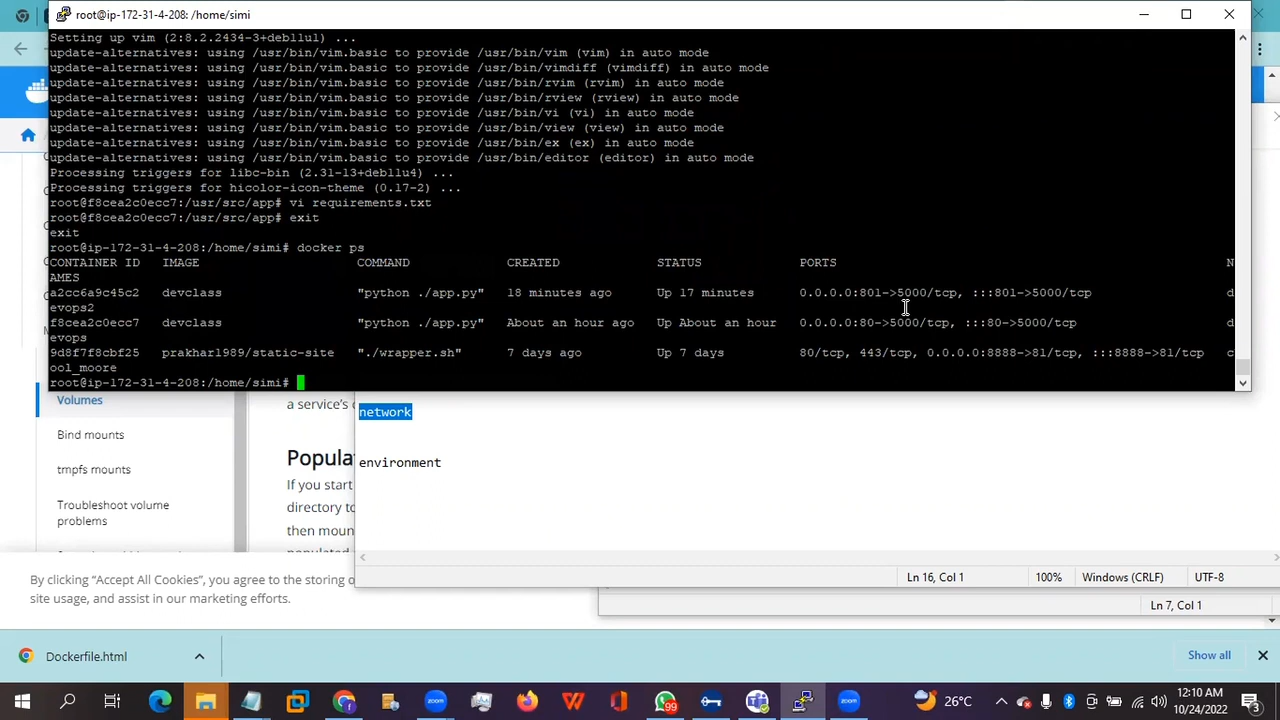 root@ip-172-31-4-208: /home/simi
Setting up vim (2:8.2.2434-3+deb11u1) ...
update-alternatives: using /usr/bin/vim.basic to provide /usr/bin/vim (vim) in auto mode
update-alternatives: using /usr/bin/vim.basic to provide /usr/bin/vimdiff (vimdiff) in auto mode
update-alternatives: using /usr/bin/vim.basic to provide /usr/bin/rvim (rvim) in auto mode
update-alternatives: using /usr/bin/vim.basic to provide /usr/bin/rview (rview) in auto mode
update-alternatives: using /usr/bin/vim.basic to provide /usr/bin/vi (vi) in auto mode
update-alternatives: using /usr/bin/vim.basic to provide /usr/bin/view (view) in auto mode
update-alternatives: using /usr/bin/vim.basic to provide /usr/bin/ex (ex) in auto mode
update-alternatives: using /usr/bin/vim.basic to provide /usr/bin/editor (editor) in auto mode
Processing triggers for libc-bin (2.31-13+deb11u4) ...
Processing triggers for hicolor-icon-theme (0.17-2) ...
root@f8cea2c0ecc7:/usr/src/app# vi requirements.txt
root@f8cea2c0ecc7:/usr/src/app# exit
exit
root@ip-172-31-4-208:/home/simi# docker ps
CONTAINER ID IMAGE COMMAND CREATED STATUS PORTS N
AMES
a2cc6a9c45c2 devclass "python ./app.py" 18 minutes ago Up 17 minutes 0.0.0.0:801->5000/tcp, :::801->5000/tcp d
evops2
f8cea2c0ecc7 devclass "python ./app.py" About an hour ago Up About an hour 0.0.0.0:80->5000/tcp, :::80->5000/tcp d
evops
9d8f7f8cbf25 prakhar1989/static-site "./wrapper.sh" 7 days ago Up 7 days 80/tcp, 443/tcp, 0.0.0.0:8888->81/tcp, :::8888->81/tcp c
ool_moore
root@ip-172-31-4-208:/home/simi#
Volumes
Bind mounts
tmpfs mounts
Troubleshoot volume
problems
a service's c
Popula
If you start
directory to
then moun
network
environment
Ln 16, Col 1 100% Windows (CRLF) UTF-8
Ln 7, Col 1
By clicking “Accept All Cookies”, you agree to the storing o
site usage, and assist in our marketing efforts.
Dockerfile.html
Show all
zoom
99
zoom
26°C
12:10 AM
10/24/2022
3